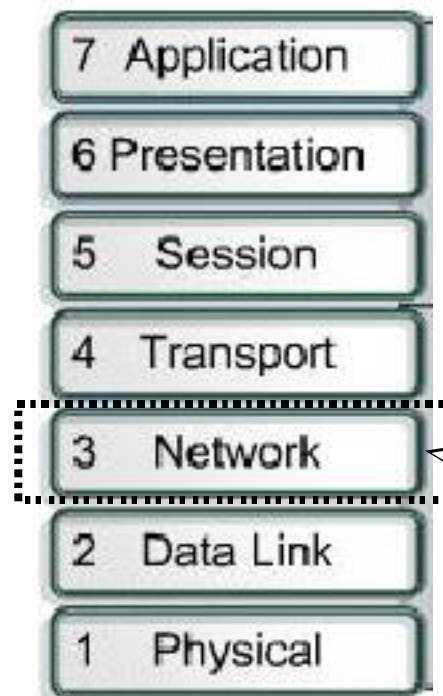 7 Application
6 Presentation
5 Session
4 Transport
3 Network
2 Data Link
1 Physical